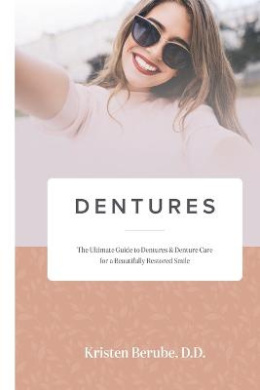 DENTURES
The Ultimate Guide to Dentures & Denture Care
for a Beautifully Restored Smile
Kristen Berube, D.D.